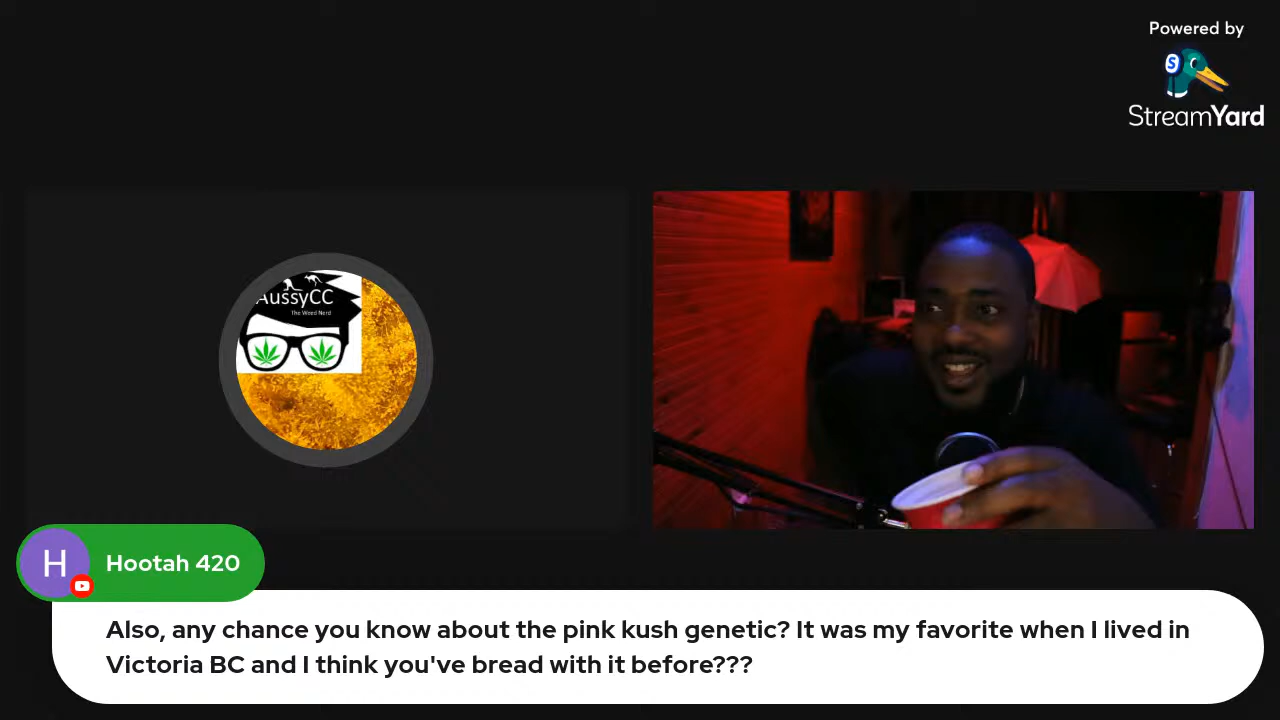 Powered by
S
StreamYard
AussyCC
The Weed Nerd
H
Hootah 420
Also, any chance you know about the pink kush genetic? It was my favorite when I lived in
Victoria BC and I think you've bread with it before???